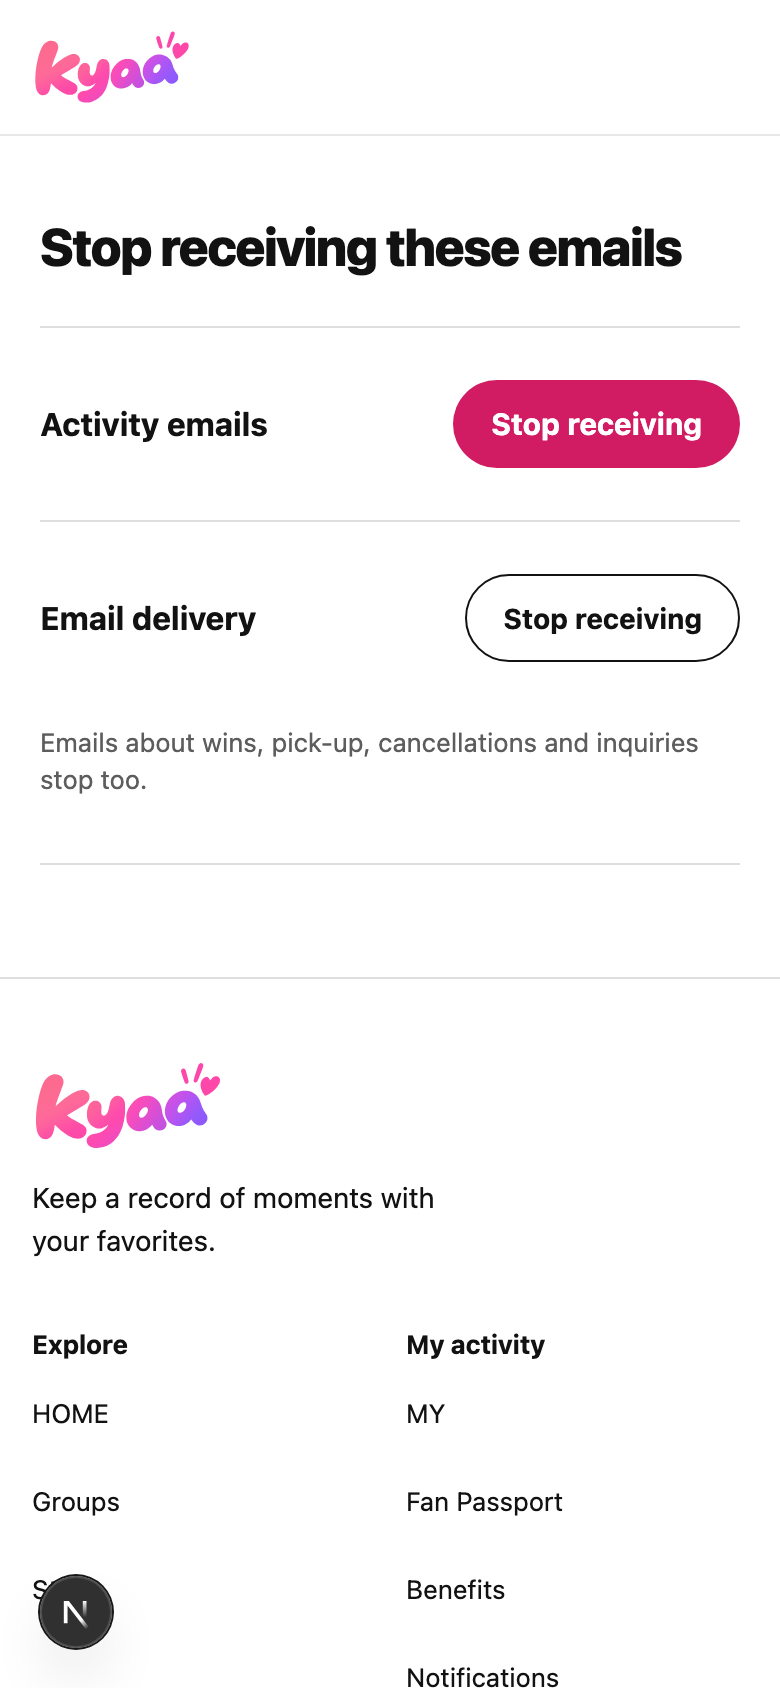 kyaa
Stop receiving these emails
Activity emails
Stop receiving
Email delivery
Stop receiving
Emails about wins, pick-up, cancellations and inquiries
stop too.
kyaa
Keep a record of moments with
your favorites.
Explore
My activity
HOME
MY
Groups
Fan Passport
Benefits
N
Notifications